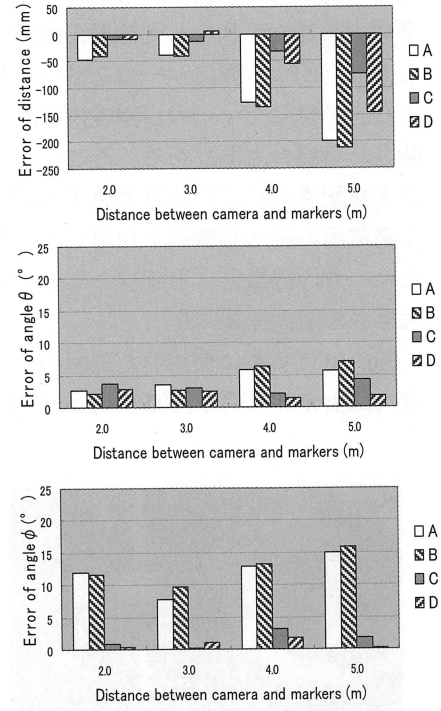 50
0
-50
-100
-150
-200
-250
Error of distance (mm)
2.0 3.0 4.0 5.0
Distance between camera and markers (m)
A
B
C
D
25
20
15
10
5
0
Error of angle θ (°)
2.0 3.0 4.0 5.0
Distance between camera and markers (m)
A
B
C
D
25
20
15
10
5
0
Error of angle ϕ (°)
2.0 3.0 4.0 5.0
Distance between camera and markers (m)
A
B
C
D